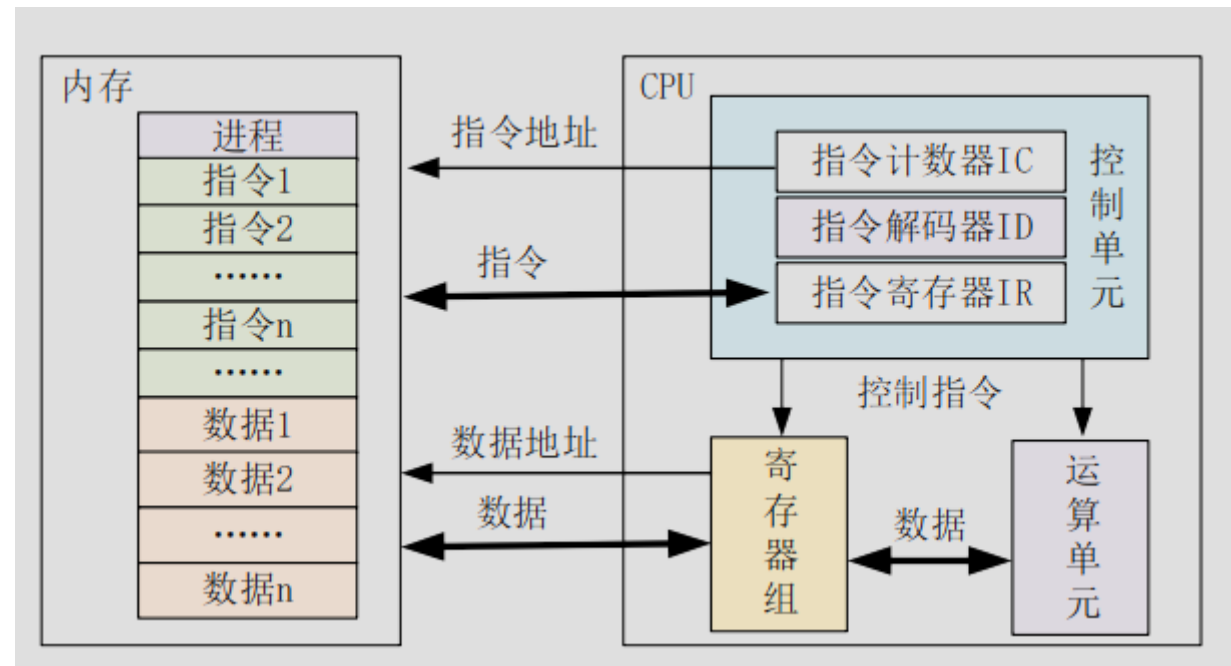 内存
进程
指令1
指令2
……
指令n
……
数据1
数据2
……
数据n
指令地址
指令
数据地址
数据
CPU
指令计数器IC
指令解码器ID
指令寄存器IR
控制单元
控制指令
寄存器组
数据
运算单元